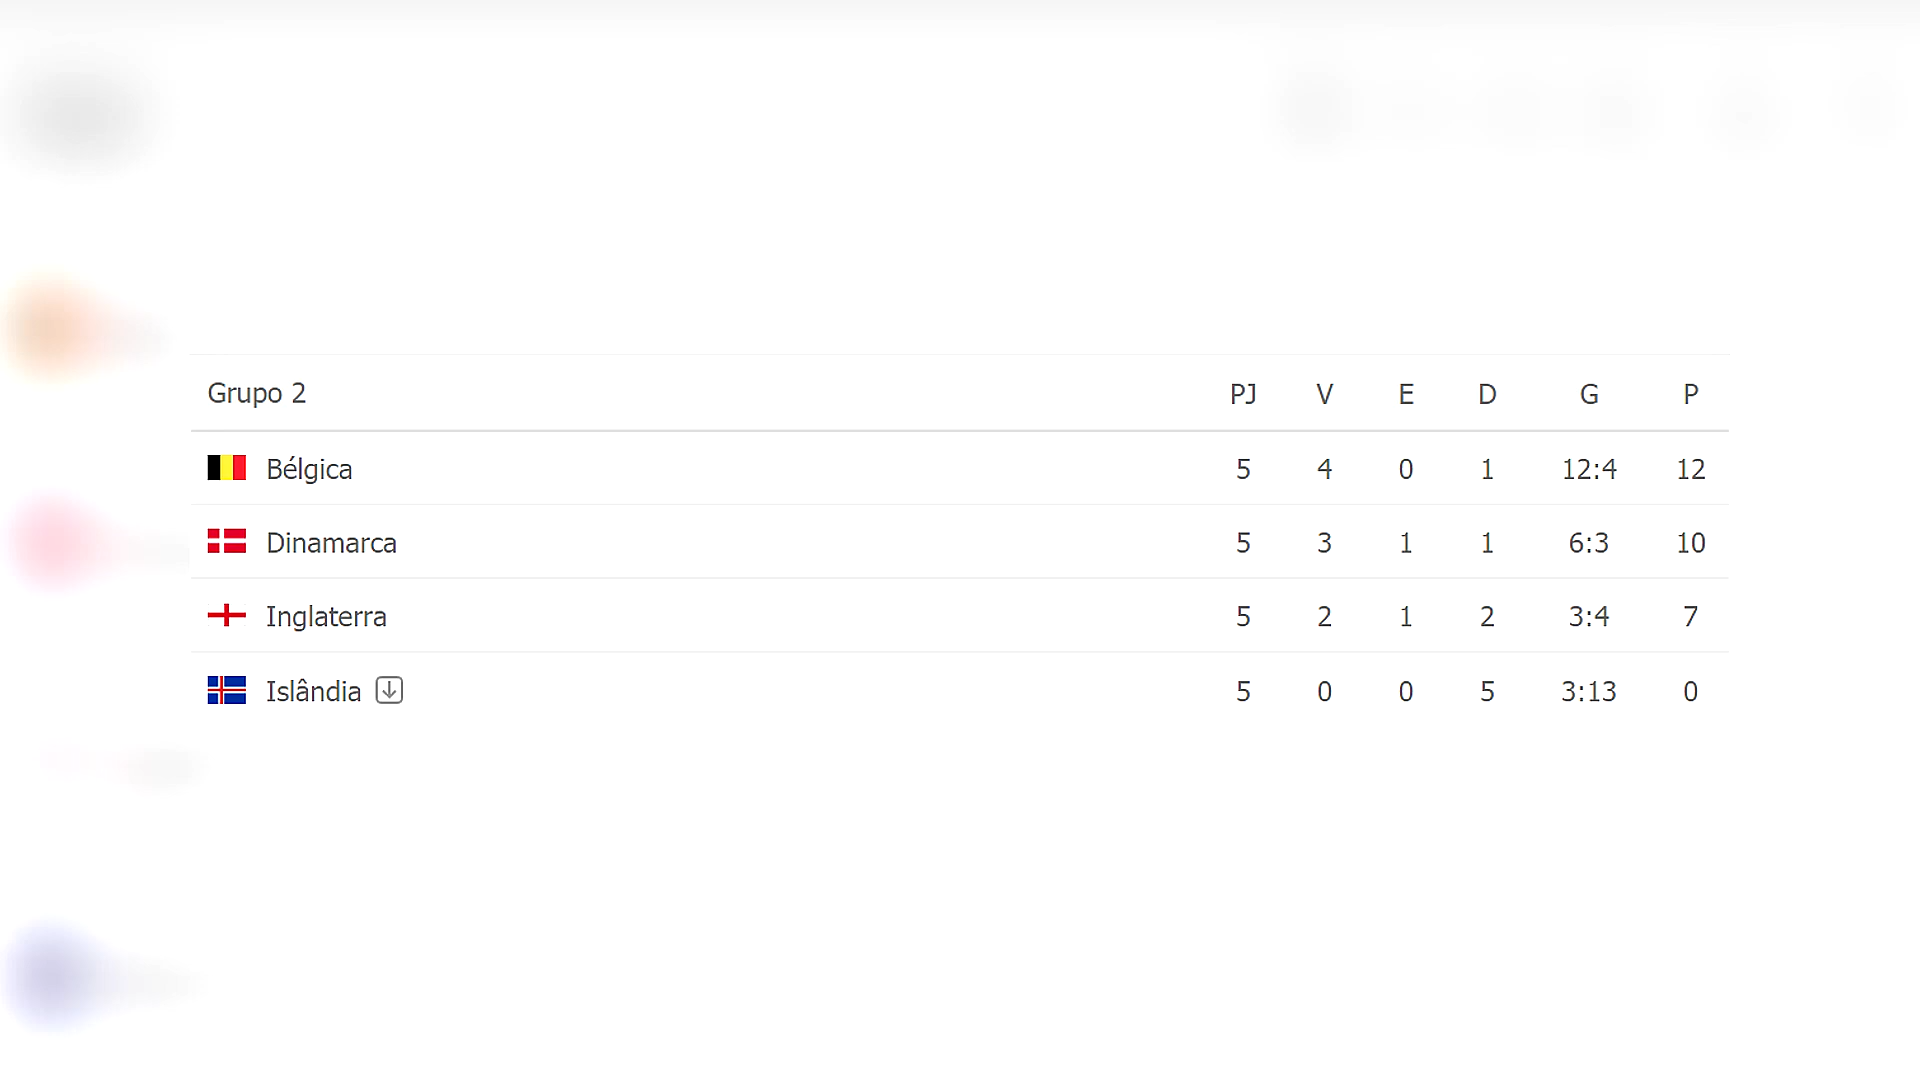 Grupo 2 PJ V E D G P
Bélgica 5 4 0 1 12:4 12
Dinamarca 5 3 1 1 6:3 10
Inglaterra 5 2 1 2 3:4 7
Islândia 5 0 0 5 3:13 0